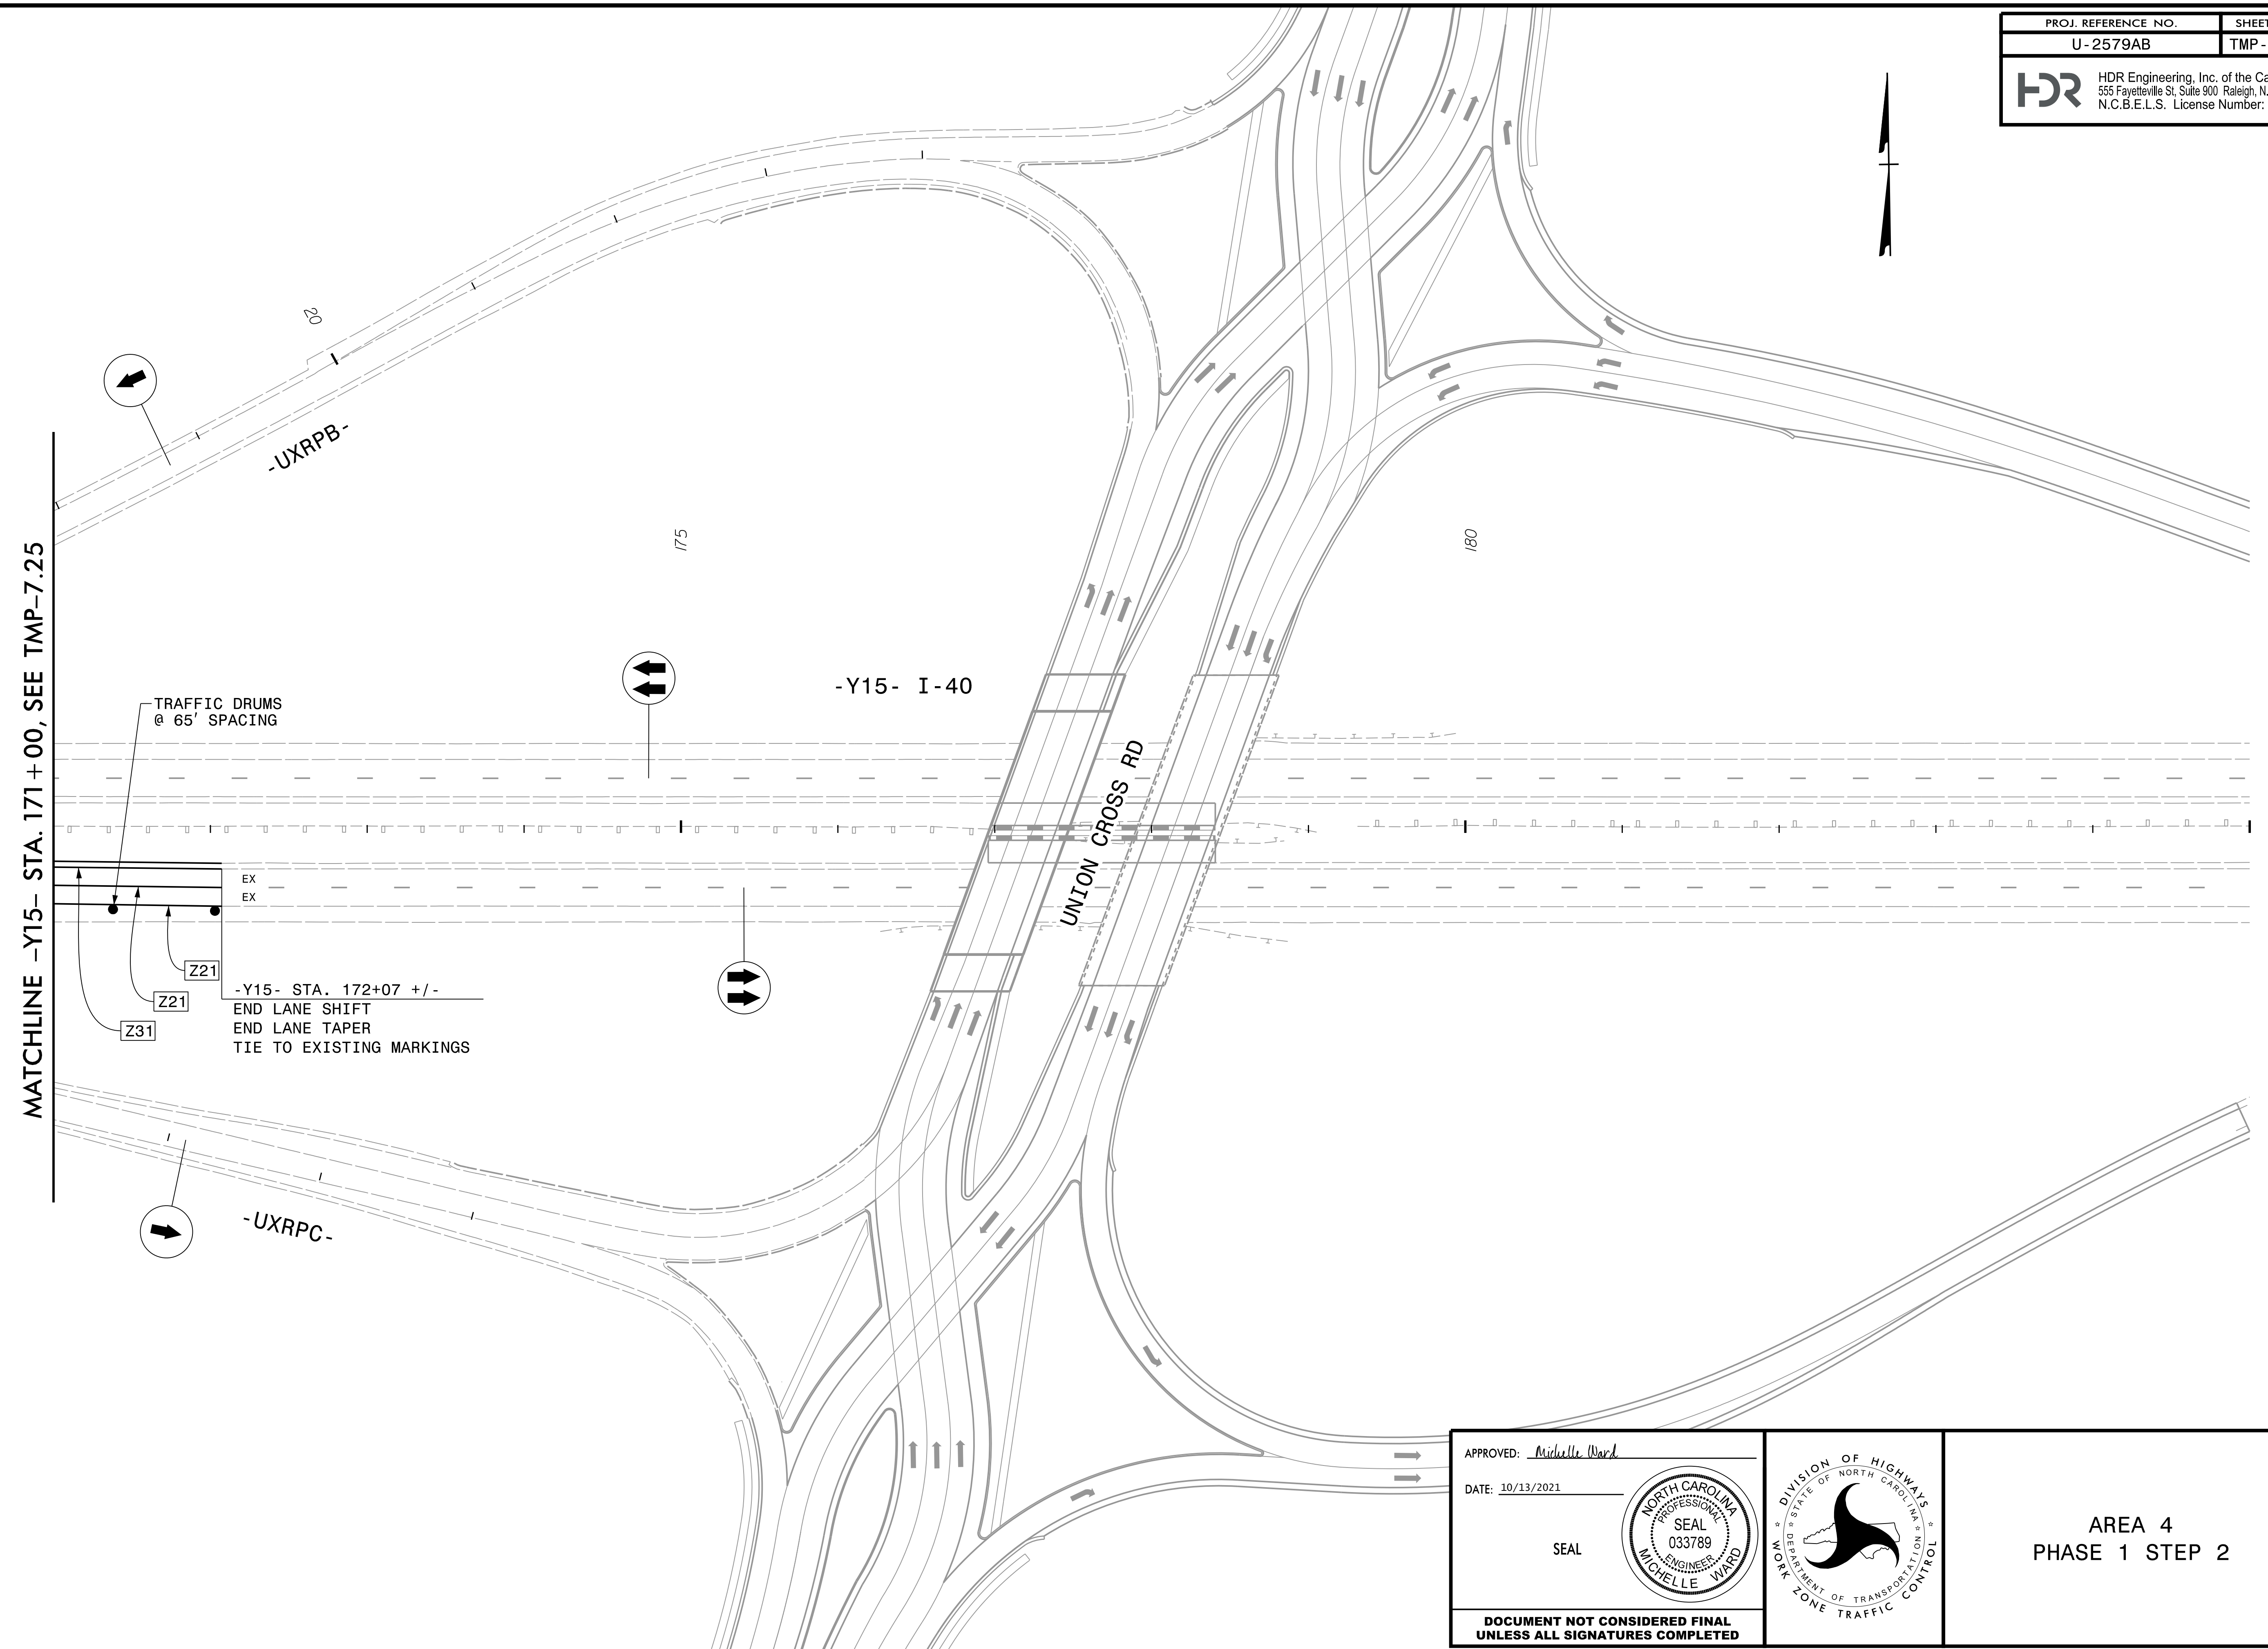 PROJ. REFERENCE NO.
SHEET
U-2579AB
TMP-
HDR
HDR Engineering, Inc. of the Ca
555 Fayetteville St, Suite 900 Raleigh, N.
N.C.B.E.L.S. License Number:
20
-UXRPB-
175
180
MATCHLINE -Y15- STA. 171+00, SEE TMP-7.25
-Y15- I-40
TRAFFIC DRUMS
@ 65' SPACING
UNION CROSS RD
EX
EX
Z21
Z21
Z31
-Y15- STA. 172+07 +/-
END LANE SHIFT
END LANE TAPER
TIE TO EXISTING MARKINGS
-UXRPC-
APPROVED: Michelle Ward
DATE: 10/13/2021
SEAL
NORTH CAROLINA
PROFESSIONAL
SEAL
033789
ENGINEER
MICHELLE WARD
DOCUMENT NOT CONSIDERED FINAL
UNLESS ALL SIGNATURES COMPLETED
DIVISION OF HIGHWAYS
STATE OF NORTH CAROLINA
DEPARTMENT OF TRANSPORTATION
WORK ZONE TRAFFIC CONTROL
AREA 4
PHASE 1 STEP 2